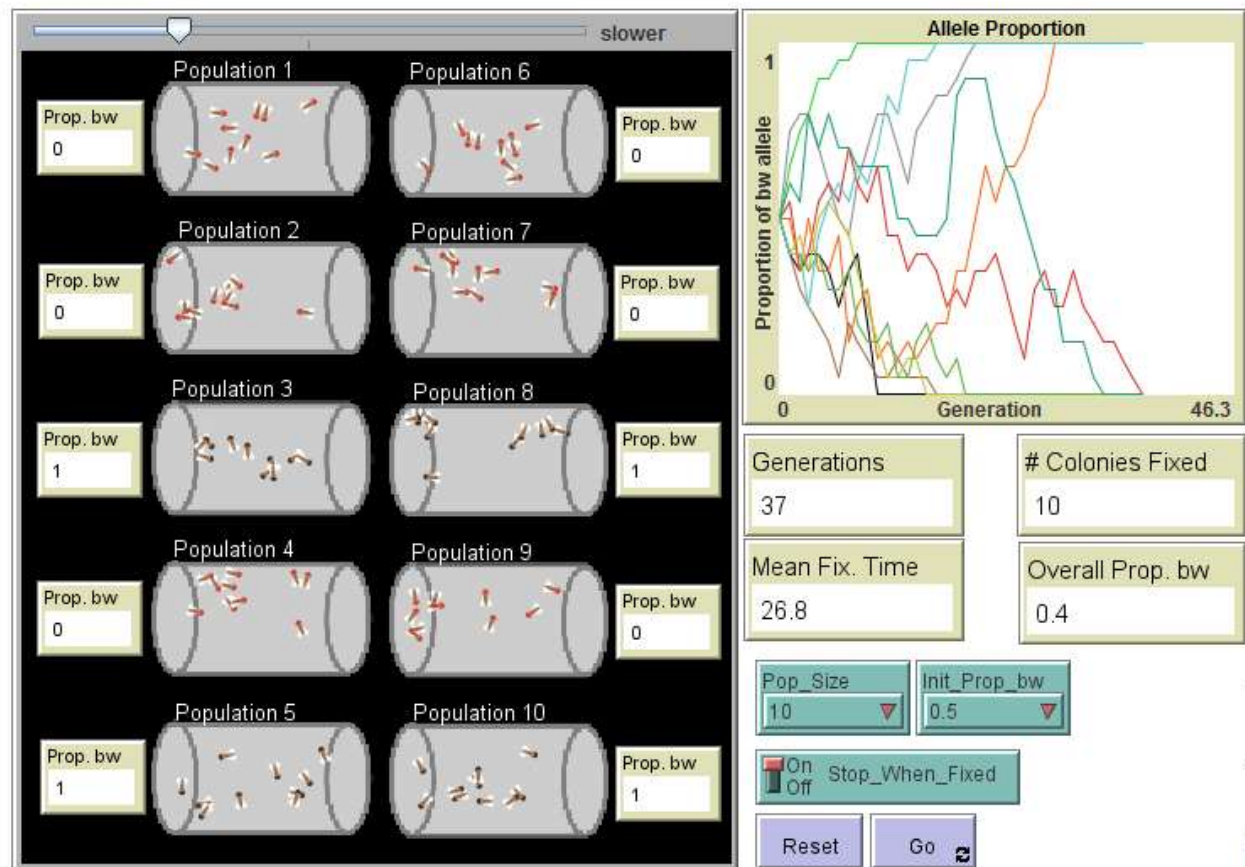 slower
Population 1
Prop. bw
0
Population 6
Prop. bw
0
Population 2
Prop. bw
0
Population 7
Prop. bw
0
Population 3
Prop. bw
1
Population 8
Prop. bw
1
Population 4
Prop. bw
0
Population 9
Prop. bw
0
Population 5
Prop. bw
1
Population 10
Prop. bw
1
Allele Proportion
Proportion of bw allele
1
0
0
Generation
46.3
Generations
37
# Colonies Fixed
10
Mean Fix. Time
26.8
Overall Prop. bw
0.4
Pop_Size
10
Init_Prop_bw
0.5
On
Off
Stop_When_Fixed
Reset
Go